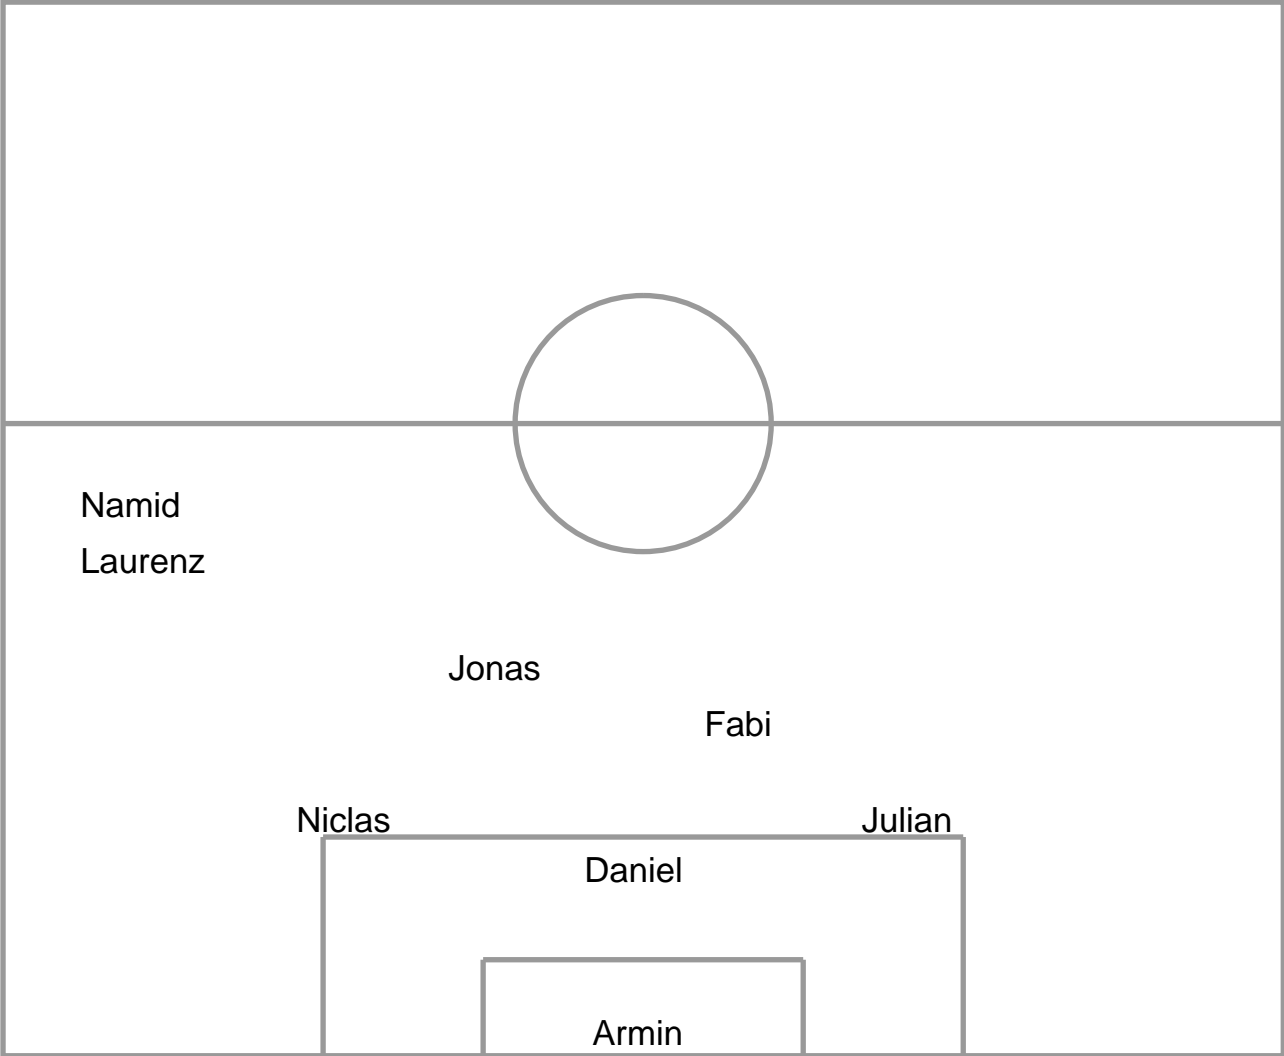 Namid
Laurenz
Jonas
Fabi
Niclas
Julian
Daniel
Armin